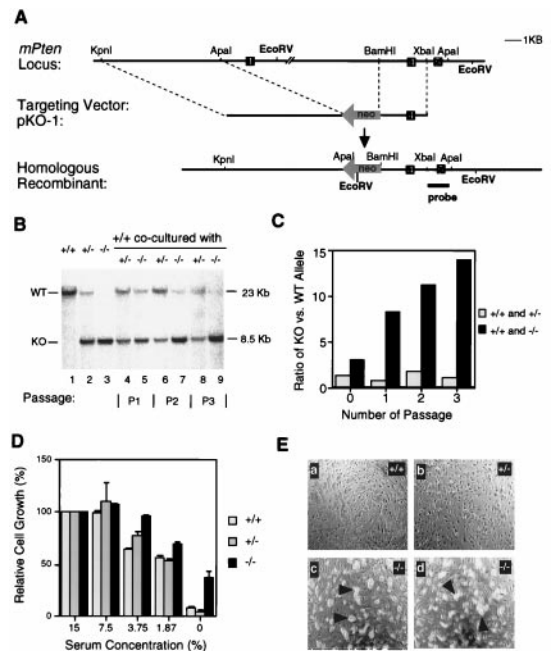 A
mPten
Locus:
KpnI
ApaI
1
EcoRV
BamHI
XbaI
ApaI
EcoRV
1KB
Targeting Vector:
pKO-1:
neo
Homologous
Recombinant:
KpnI
ApaI
BamHI
neo
EcoRV
XbaI
ApaI
EcoRV
probe
B
+/+ +/- -/-
+/+ co-cultured with
+/- -/- +/- -/- +/- -/-
WT
23 Kb
KO
8.5 Kb
1 2 3 4 5 6 7 8 9
Passage: | P1 | P2 | P3 |
C
Ratio of KO vs. WT Allele
15
10
5
0
+/+ and +/-
+/+ and -/-
0 1 2 3
Number of Passage
D
Relative Cell Growth (%)
150
100
50
0
+/+
+/-
-/-
15 7.5 3.75 1.87 0
Serum Concentration (%)
E
a +/+
b +/-
c -/-
d -/-